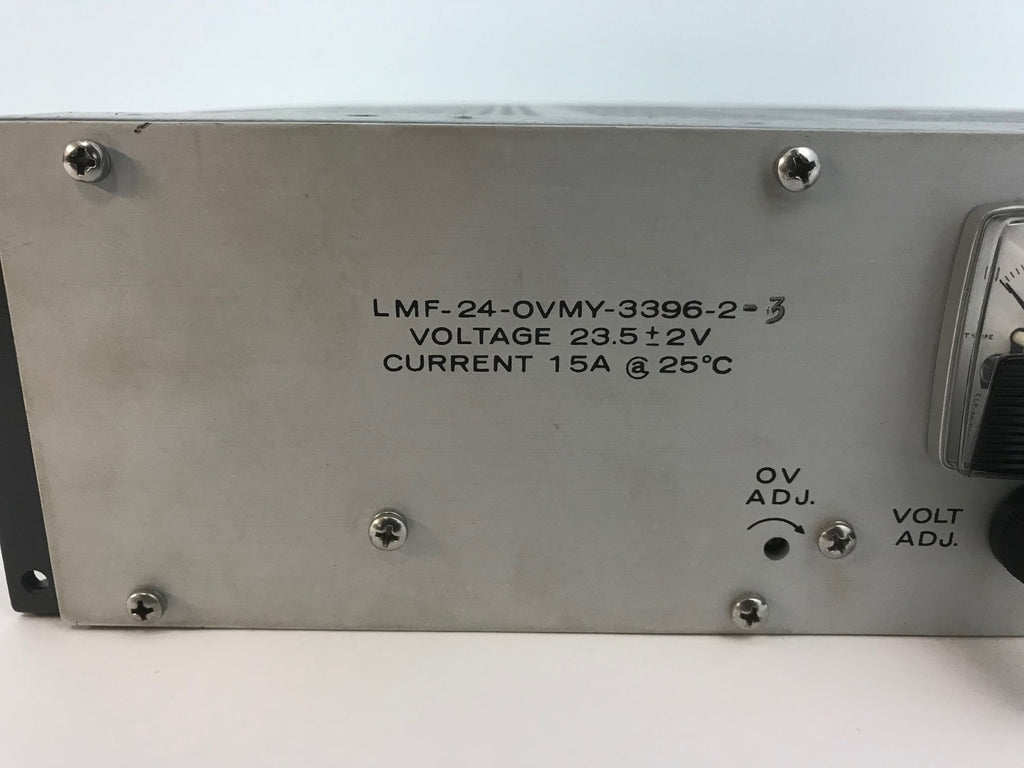 LMF-24-OVMY-3396-2-3
VOLTAGE 23.5 ± 2V
CURRENT 15A @ 25°C
OV
ADJ.
VOLT
ADJ.